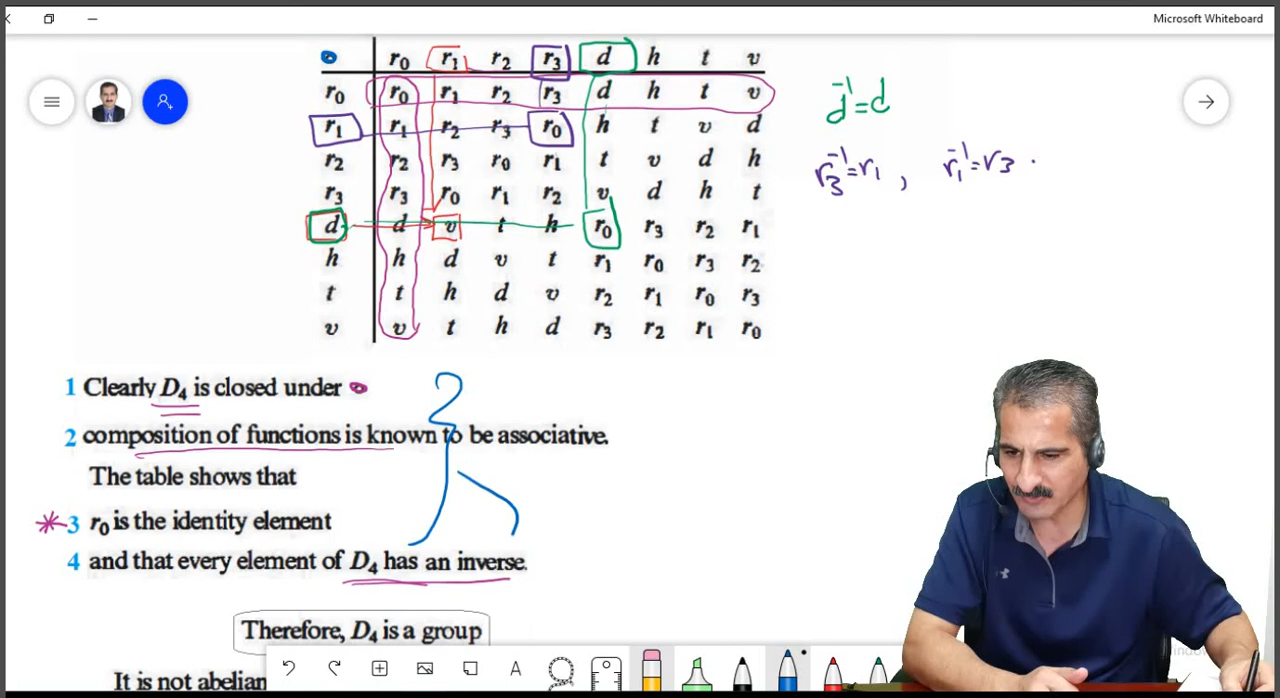 Microsoft Whiteboard
r0 r1 r2 r3 d h t v
r0 r0 r1 r2 r3 d h t v
r1 r1 r2 r3 r0 h t v d
r2 r2 r3 r0 r1 t v d h
r3 r3 r0 r1 r2 v d h t
d d v t h r0 r3 r2 r1
h h d v t r1 r0 r3 r2
t t h d v r2 r1 r0 r3
v v t h d r3 r2 r1 r0
d⁻¹=d
r3⁻¹=r1, r1⁻¹=r3.
1 Clearly D4 is closed under
2 composition of functions is known to be associative.
The table shows that
*3 r0 is the identity element
4 and that every element of D4 has an inverse.
Therefore, D4 is a group
It is not abelian
A